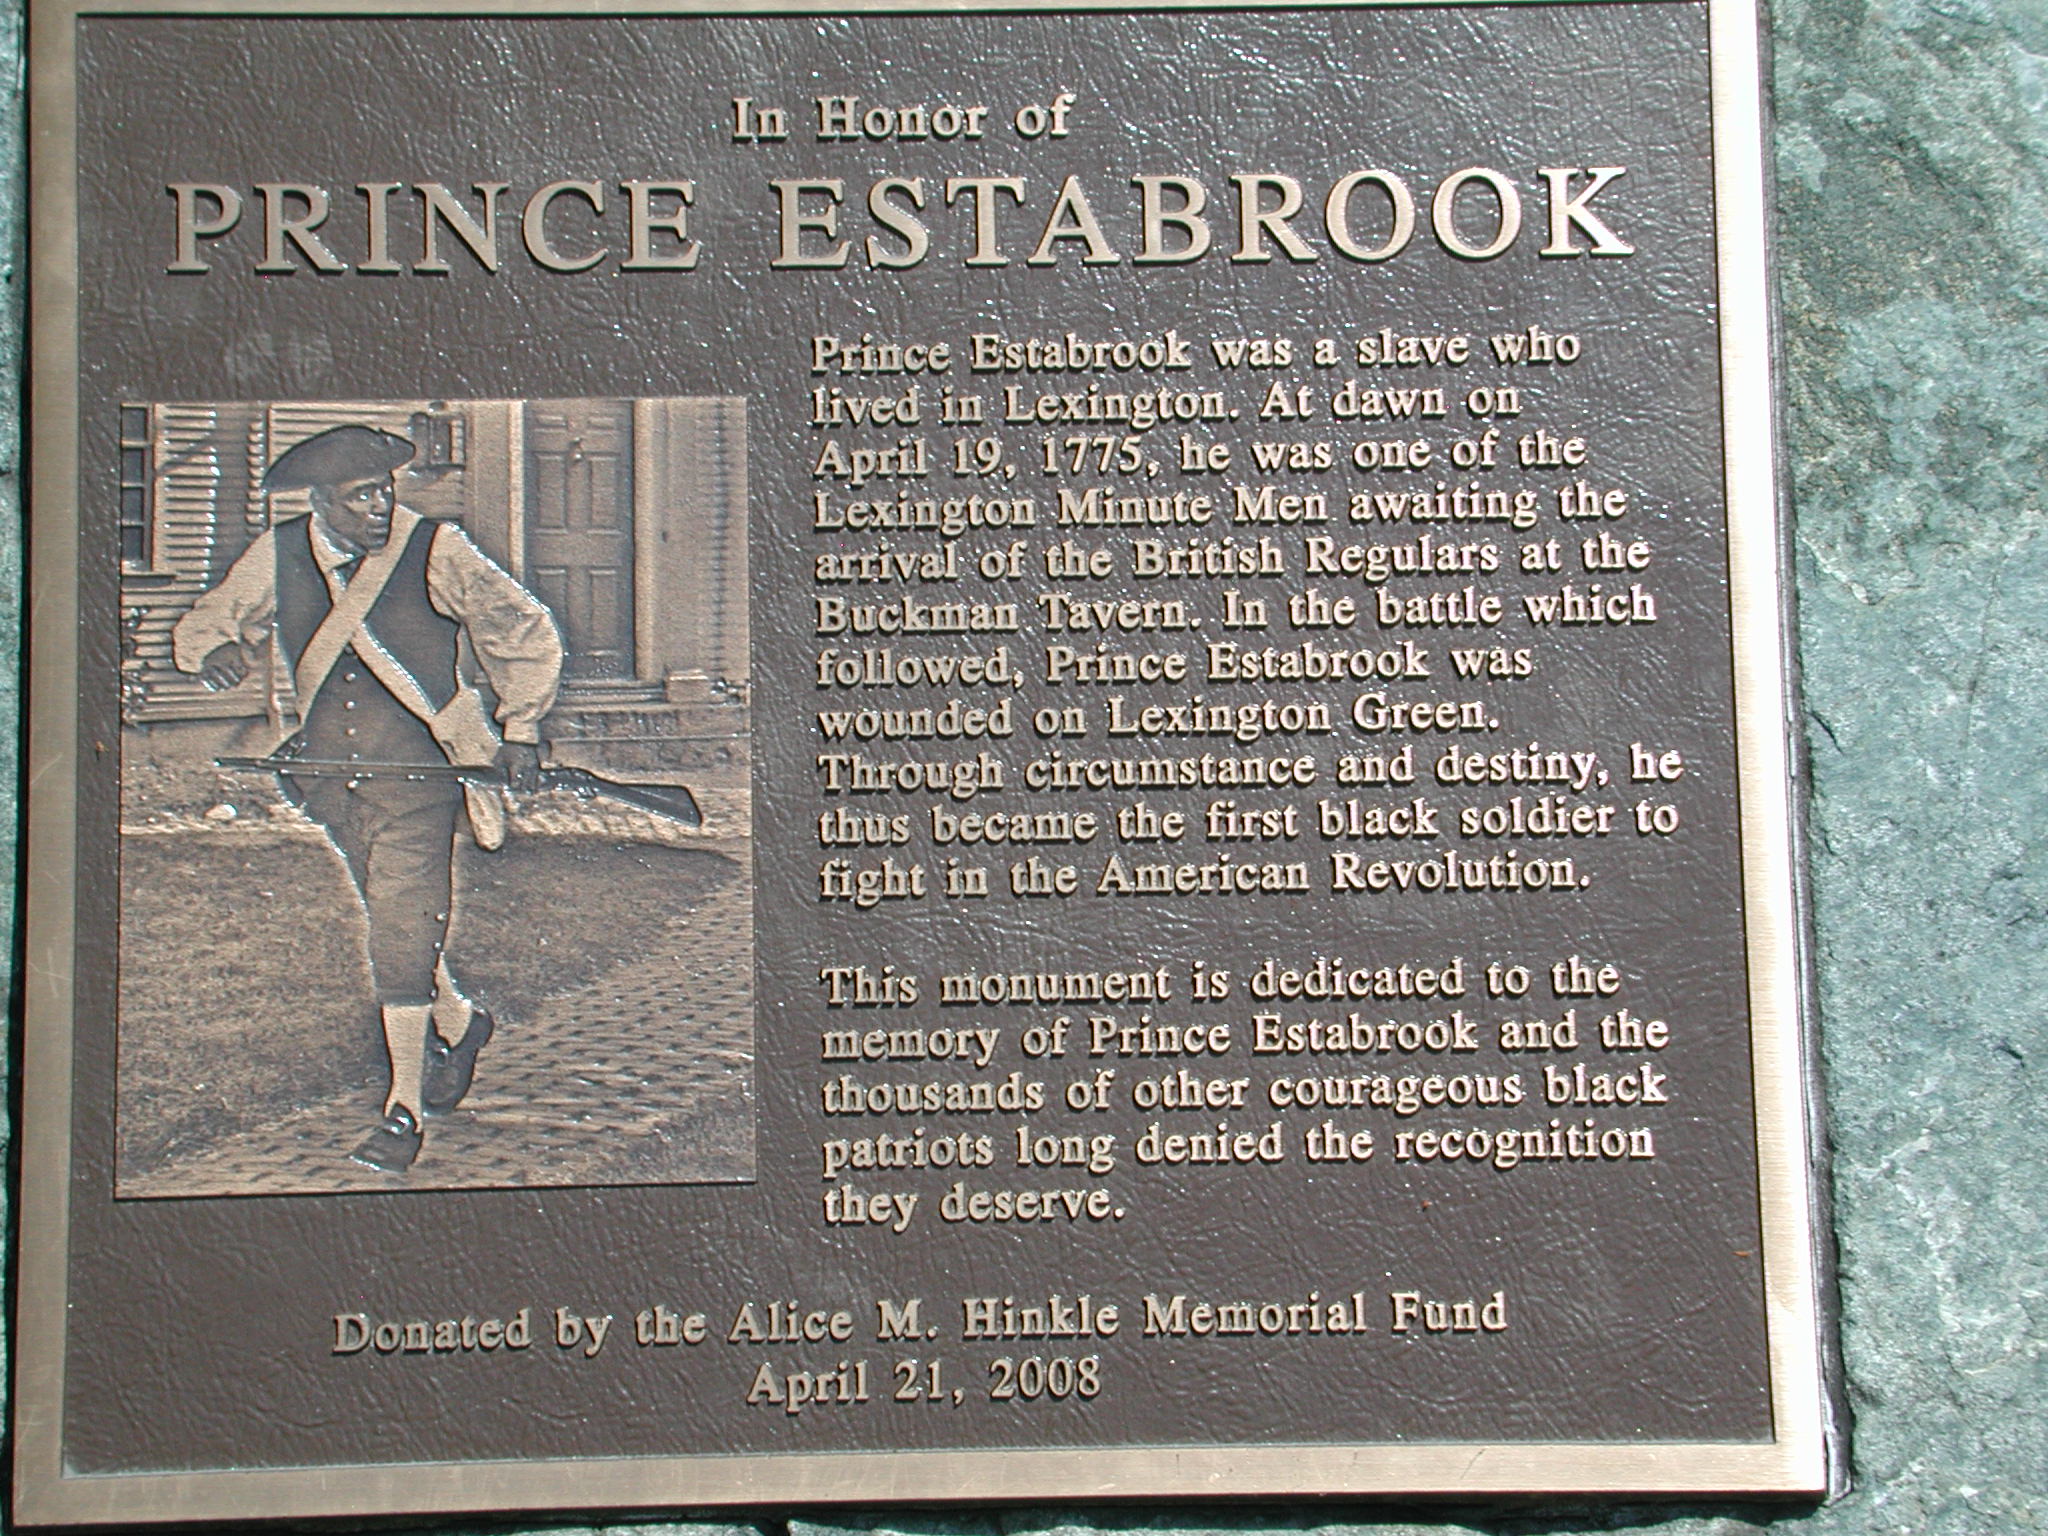 In Honor of
PRINCE ESTABROOK
Prince Estabrook was a slave who
lived in Lexington. At dawn on
April 19, 1775, he was one of the
Lexington Minute Men awaiting the
arrival of the British Regulars at the
Buckman Tavern. In the battle which
followed, Prince Estabrook was
wounded on Lexington Green.
Through circumstance and destiny, he
thus became the first black soldier to
fight in the American Revolution.
This monument is dedicated to the
memory of Prince Estabrook and the
thousands of other courageous black
patriots long denied the recognition
they deserve.
Donated by the Alice M. Hinkle Memorial Fund
April 21, 2008